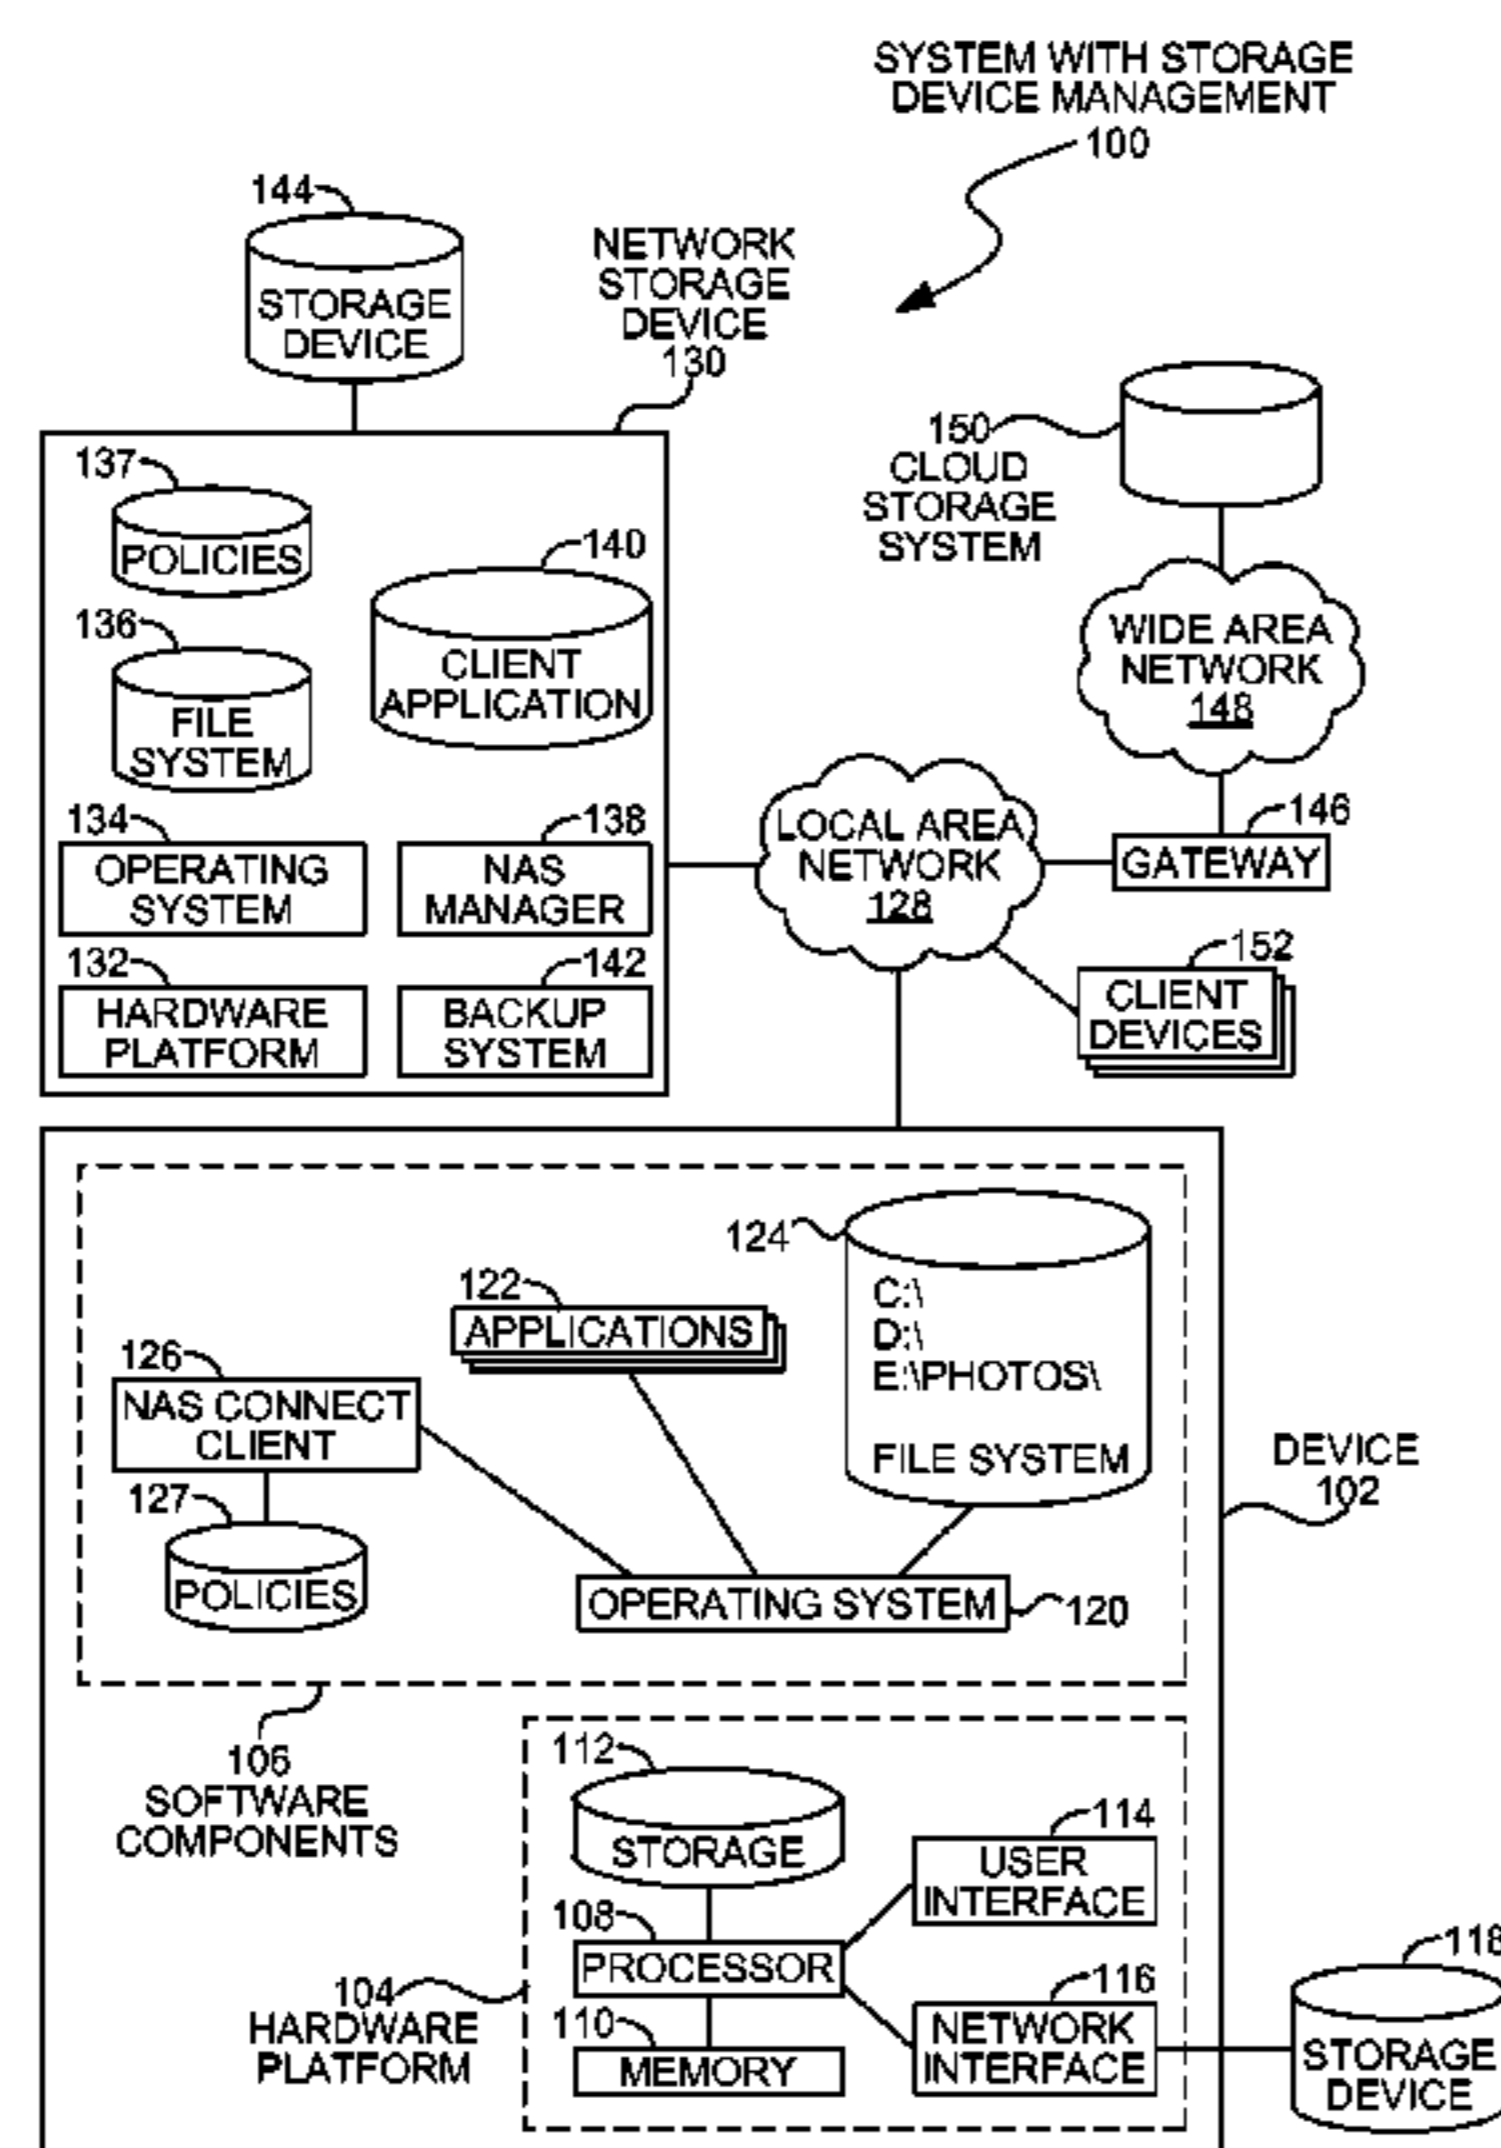 SYSTEM WITH STORAGE
DEVICE MANAGEMENT
100
144
STORAGE
DEVICE
NETWORK
STORAGE
DEVICE
130
150
CLOUD
STORAGE
SYSTEM
137
POLICIES
140
CLIENT
APPLICATION
136
FILE
SYSTEM
WIDE AREA
NETWORK
148
134
OPERATING
SYSTEM
138
NAS
MANAGER
LOCAL AREA
NETWORK
128
146
GATEWAY
132
HARDWARE
PLATFORM
142
BACKUP
SYSTEM
152
CLIENT
DEVICES
124
C:\
D:\
E:\PHOTOS\
FILE SYSTEM
122
APPLICATIONS
126
NAS CONNECT
CLIENT
127
POLICIES
OPERATING SYSTEM
120
DEVICE
102
106
SOFTWARE
COMPONENTS
112
STORAGE
114
USER
INTERFACE
108
PROCESSOR
104
HARDWARE
PLATFORM
110
MEMORY
116
NETWORK
INTERFACE
118
STORAGE
DEVICE